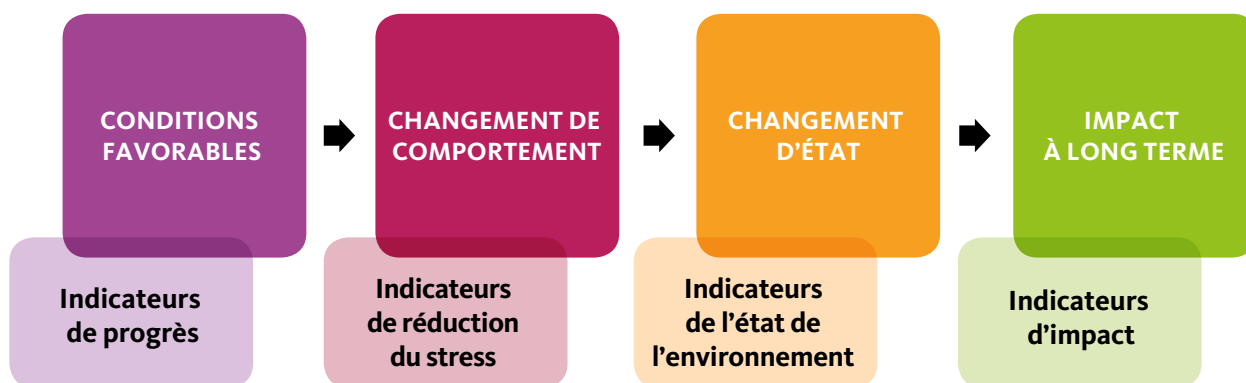 CONDITIONS
FAVORABLES
CHANGEMENT DE
COMPORTEMENT
CHANGEMENT
D’ÉTAT
IMPACT
À LONG TERME
Indicateurs
de progrès
Indicateurs
de réduction
du stress
Indicateurs
de l’état de
l’environnement
Indicateurs
d’impact